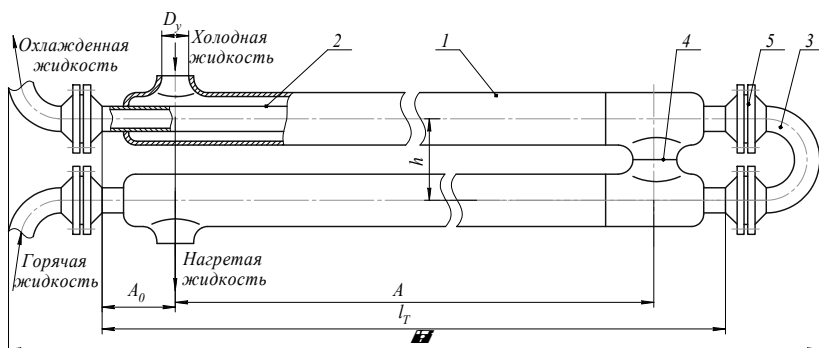 D_y
Охлажденная
жидкость
Холодная
жидкость
2
1
4
5
3
h
Горячая
жидкость
Нагретая
жидкость
A_0
A
l_T